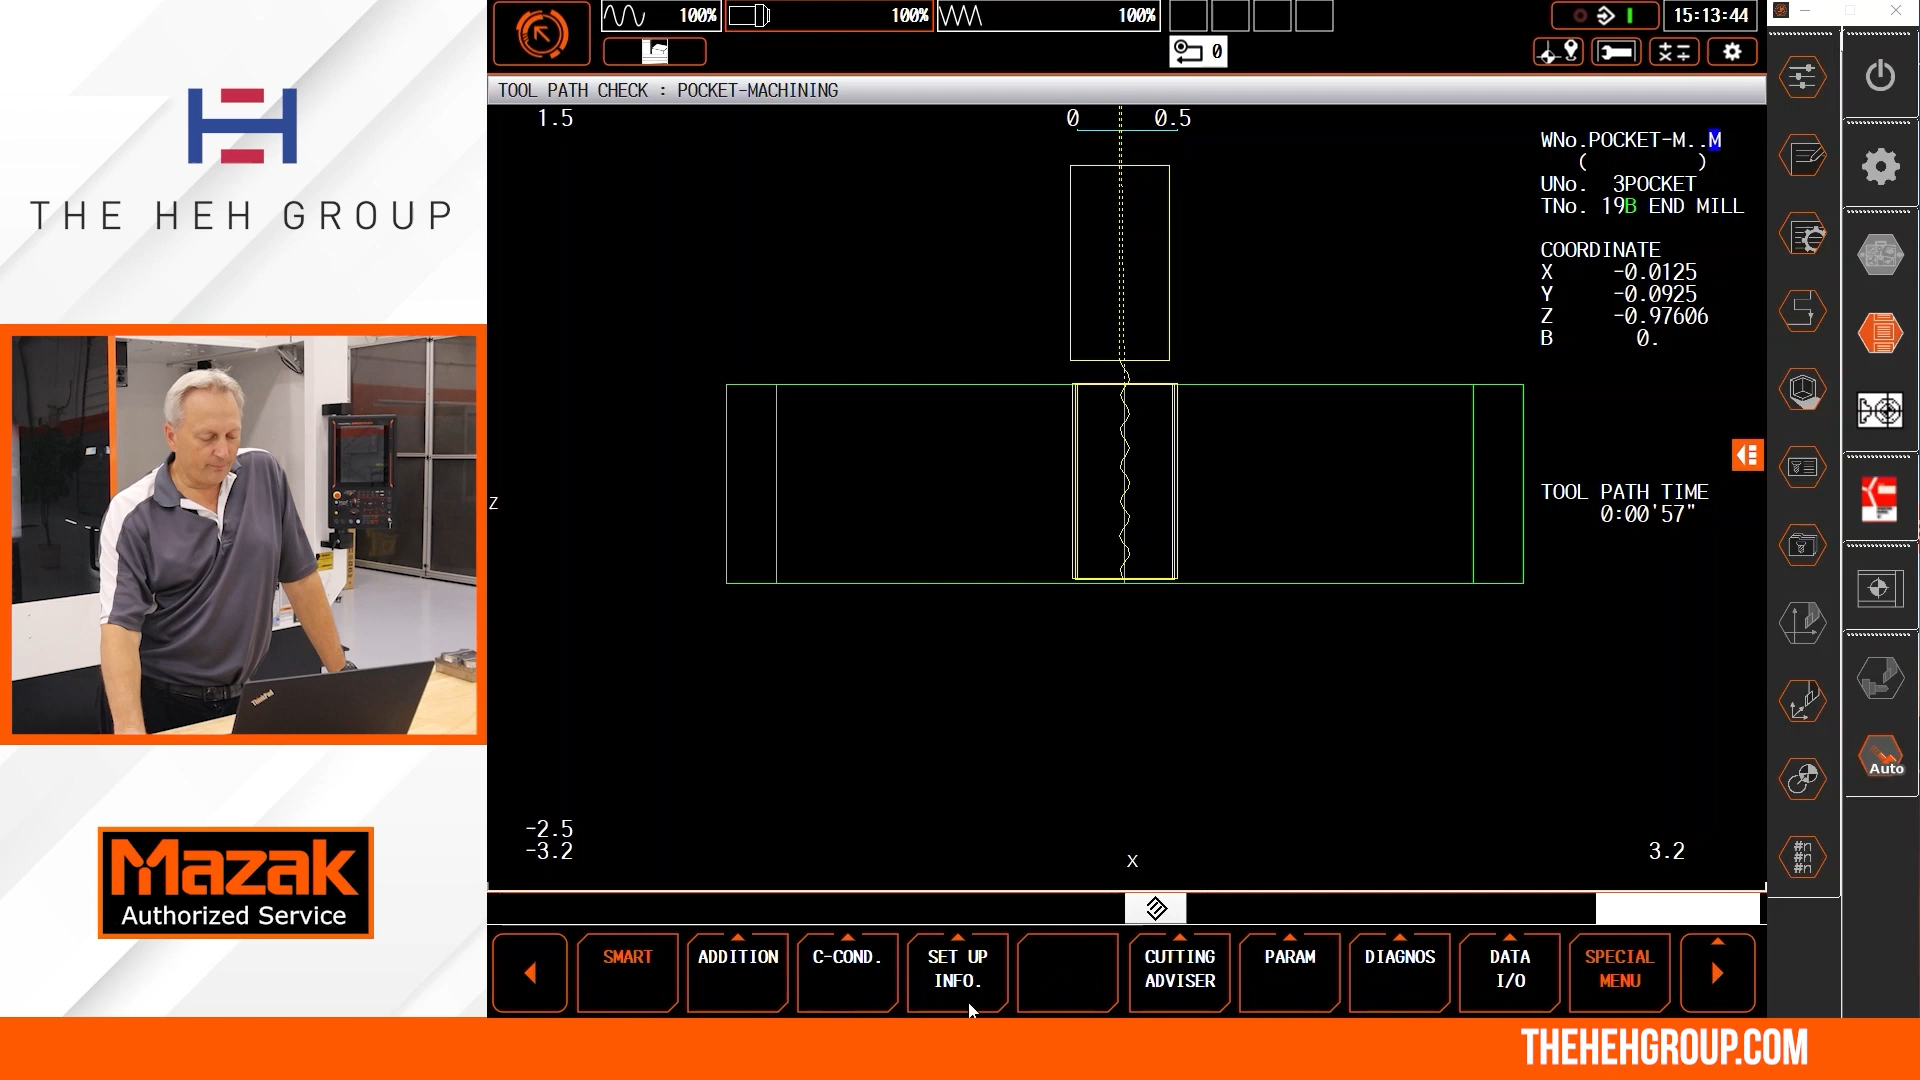 THE HEH GROUP
Mazak
Authorized Service
ThinkPad
100%
100%
100%
0
15:13:44
TOOL PATH CHECK : POCKET-MACHINING
1.5
0 0.5
WNo.POCKET-M..M
( )
UNo. 3POCKET
TNo. 19B END MILL
COORDINATE
X -0.0125
Y -0.0925
Z -0.97606
B 0.
Z
TOOL PATH TIME
0:00'57"
-2.5
-3.2
X
3.2
SMART
ADDITION
C-COND.
SET UP
INFO.
CUTTING
ADVISER
PARAM
DIAGNOS
DATA
I/O
SPECIAL
MENU
#n
#n
#n
Auto
THEHEHGROUP.COM